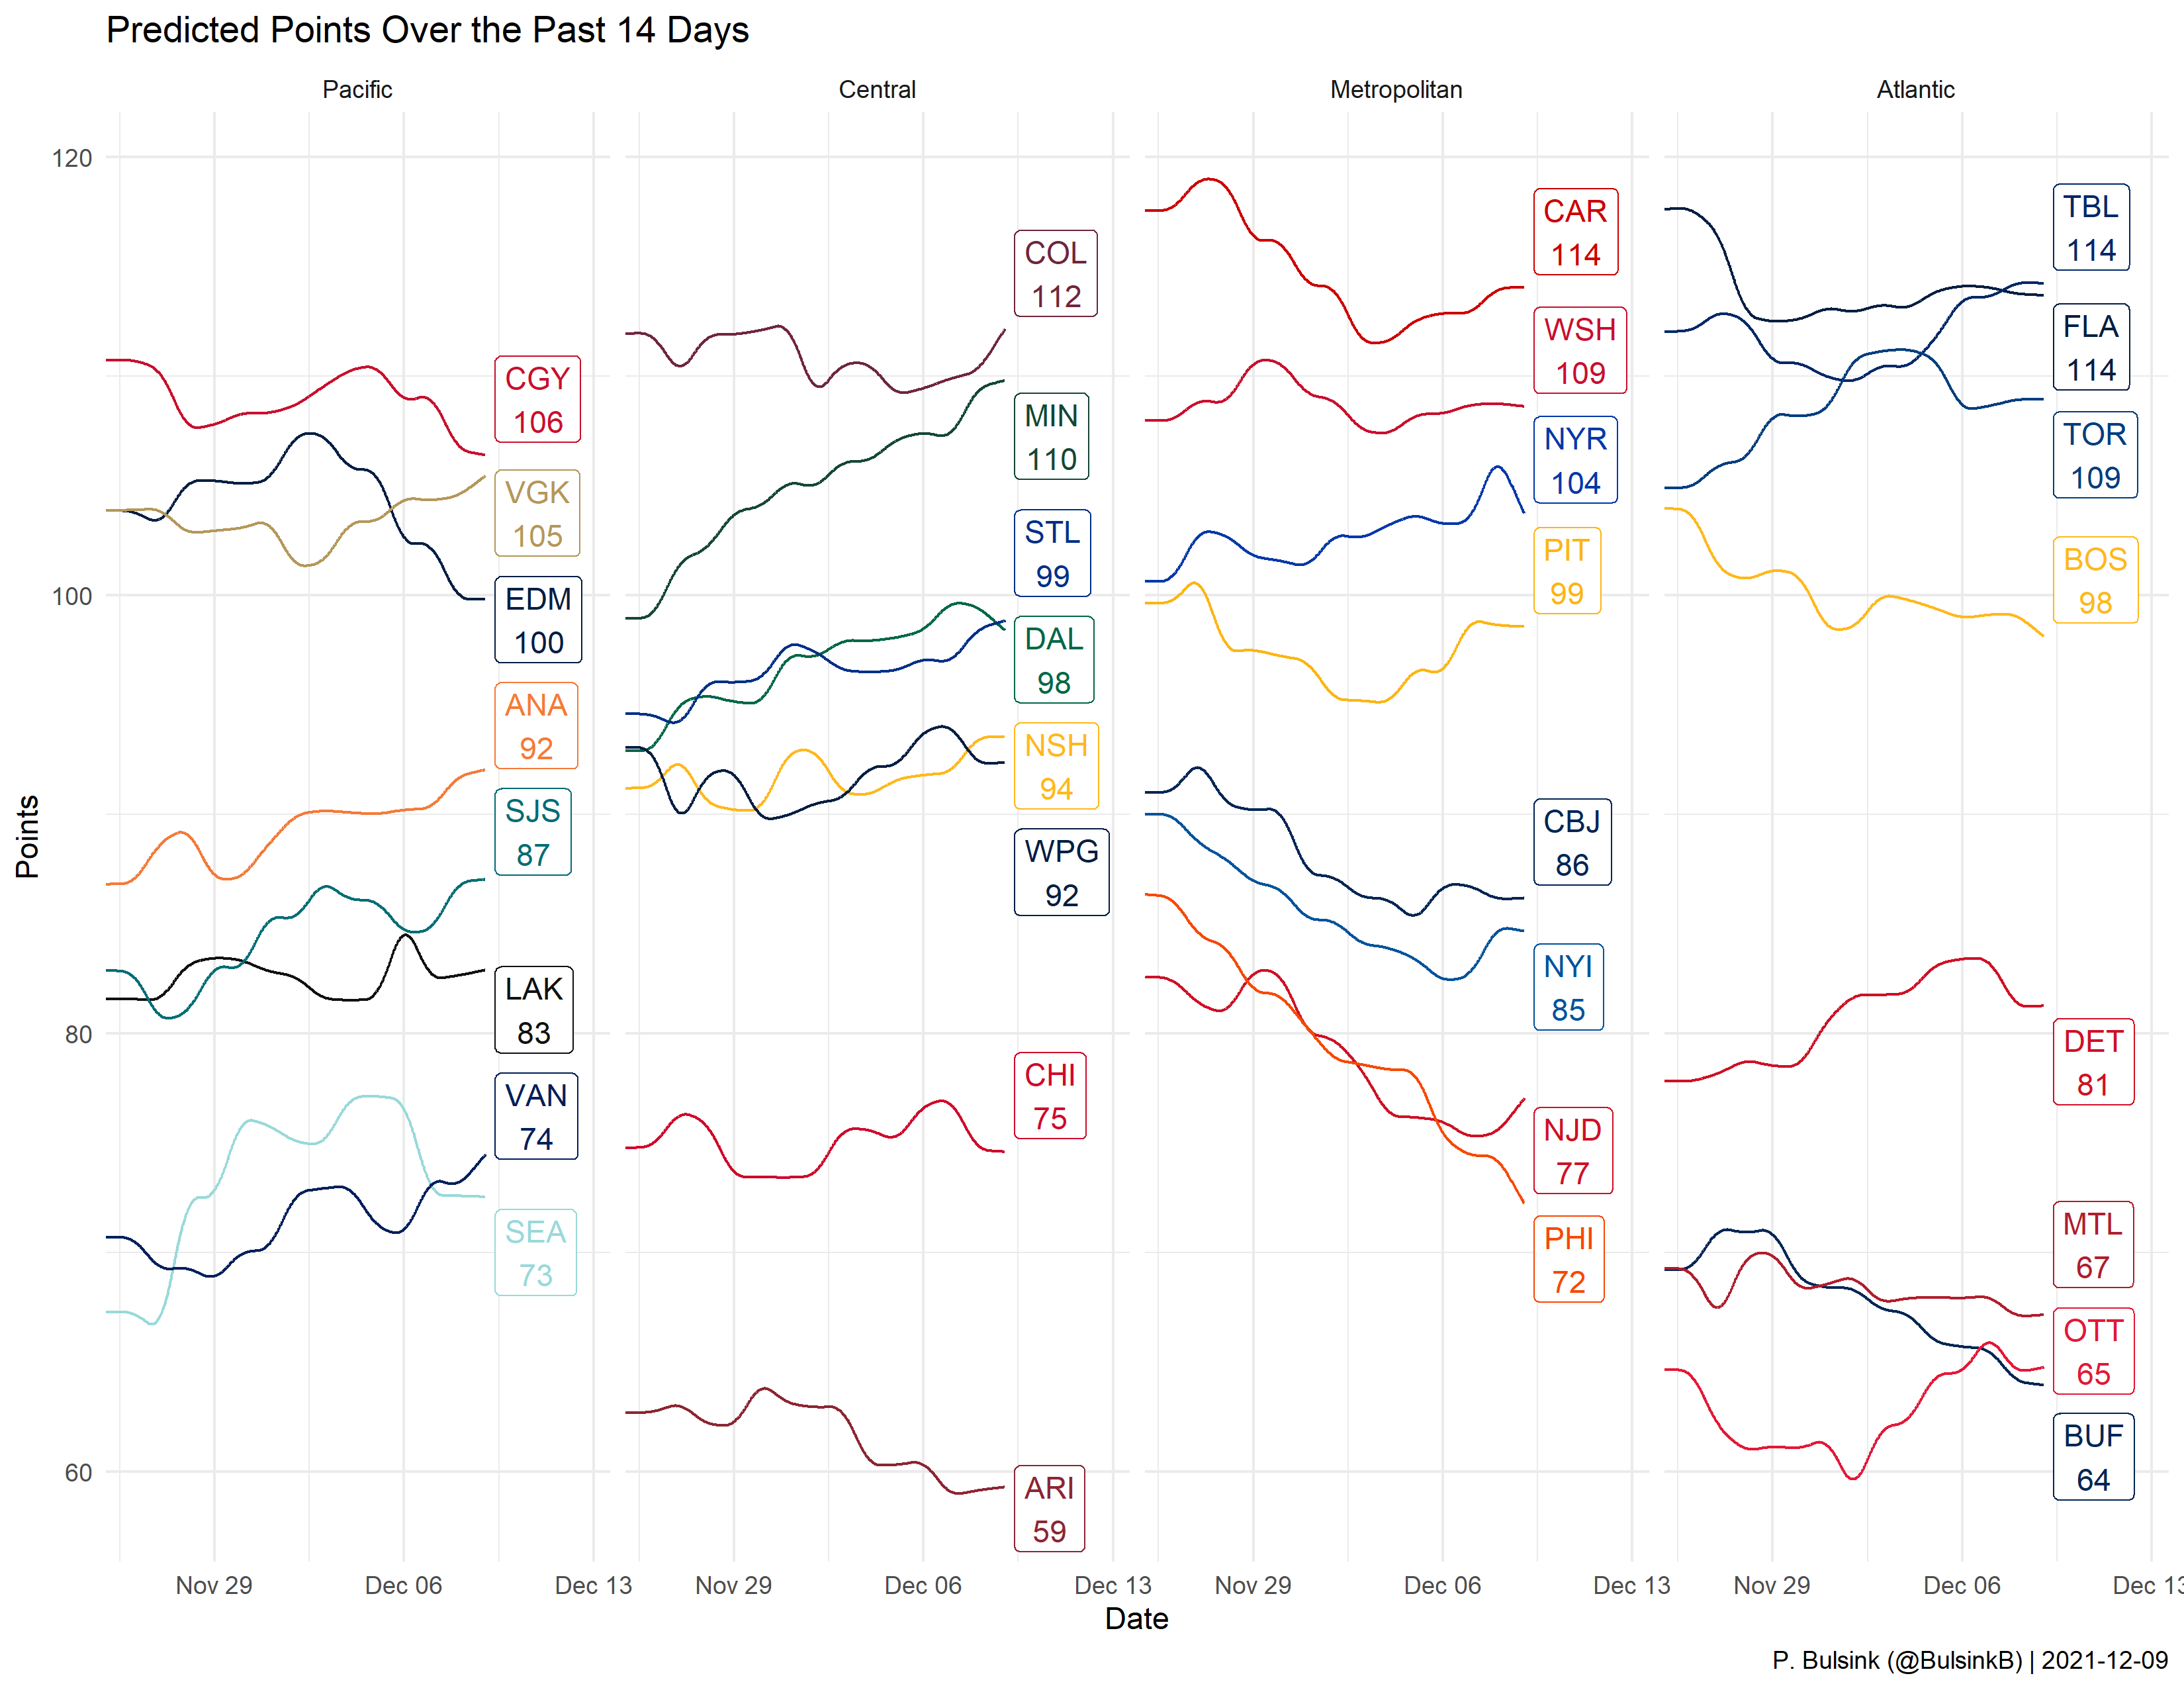 Predicted Points Over the Past 14 Days
Pacific
Central
Metropolitan
Atlantic
Points
120
100
80
60
CGY
106
VGK
105
EDM
100
ANA
92
SJS
87
LAK
83
VAN
74
SEA
73
COL
112
MIN
110
STL
99
DAL
98
NSH
94
WPG
92
CHI
75
ARI
59
CAR
114
WSH
109
NYR
104
PIT
99
CBJ
86
NYI
85
NJD
77
PHI
72
TBL
114
FLA
114
TOR
109
BOS
98
DET
81
MTL
67
OTT
65
BUF
64
Nov 29 Dec 06 Dec 13
Nov 29 Dec 06 Dec 13
Nov 29 Dec 06 Dec 13
Nov 29 Dec 06 Dec 13
Date
P. Bulsink (@BulsinkB) | 2021-12-09